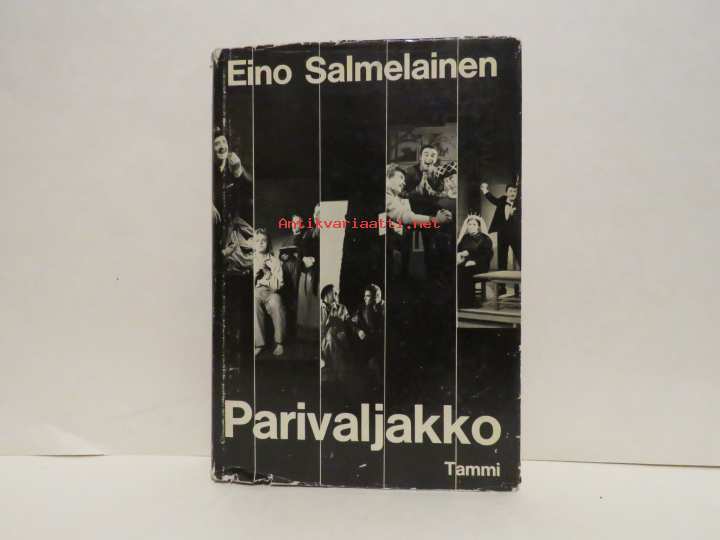 Eino Salmelainen
Antikvariaatti.net
Parivaljakko
Tammi